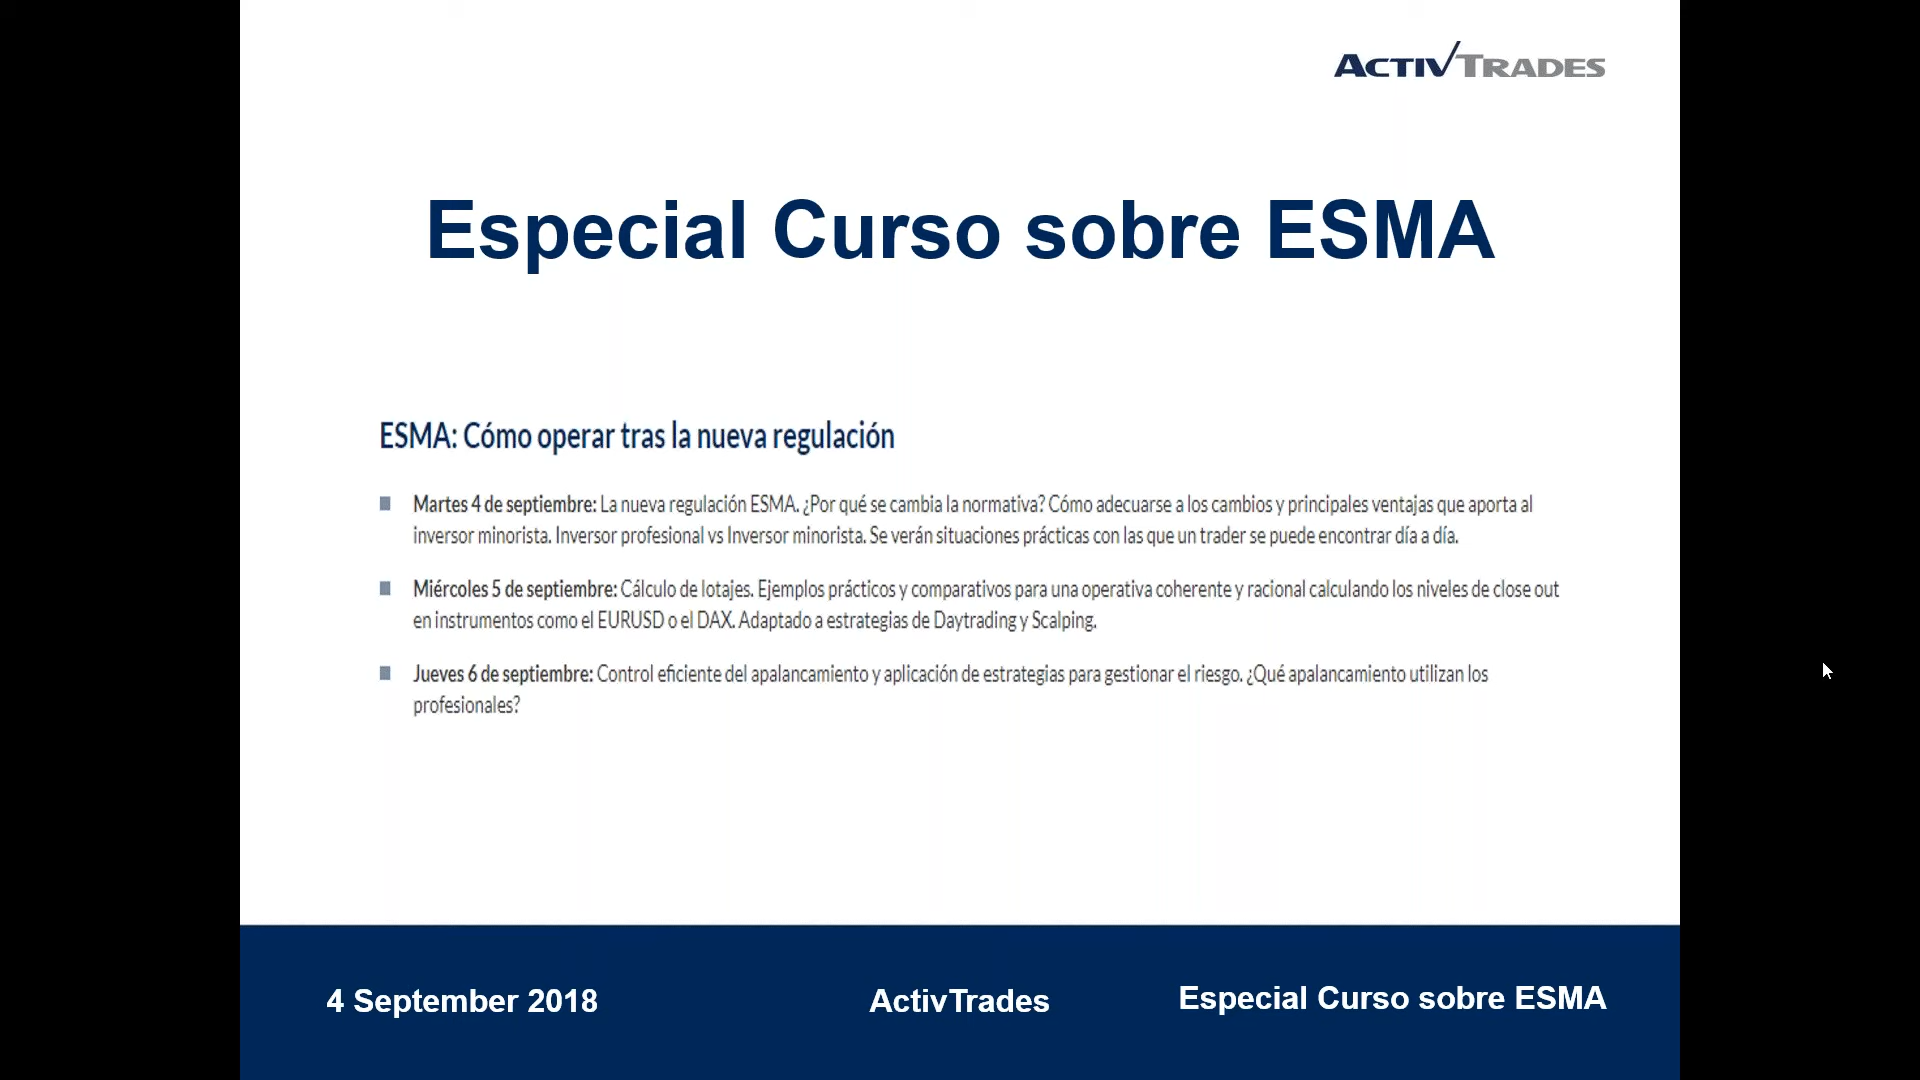 ACTIVTRADES
Especial Curso sobre ESMA
ESMA: Cómo operar tras la nueva regulación
Martes 4 de septiembre: La nueva regulación ESMA. ¿Por qué se cambia la normativa? Cómo adecuarse a los cambios y principales ventajas que aporta al
inversor minorista. Inversor profesional vs Inversor minorista. Se verán situaciones prácticas con las que un trader se puede encontrar día a día.
Miércoles 5 de septiembre: Cálculo de lotajes. Ejemplos prácticos y comparativos para una operativa coherente y racional calculando los niveles de close out
en instrumentos como el EURUSD o el DAX. Adaptado a estrategias de Daytrading y Scalping.
Jueves 6 de septiembre: Control eficiente del apalancamiento y aplicación de estrategias para gestionar el riesgo. ¿Qué apalancamiento utilizan los
profesionales?
4 September 2018 ActivTrades Especial Curso sobre ESMA